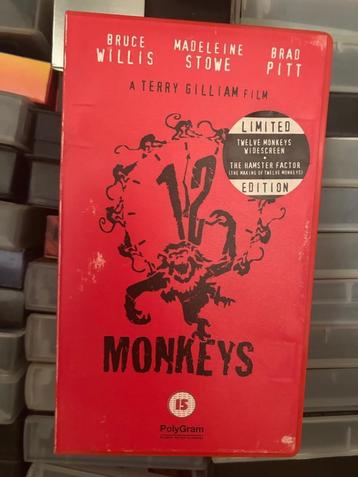 BRUCE WILLIS
MADELEINE STOWE
BRAD PITT
A TERRY GILLIAM FILM
LIMITED
TWELVE MONKEYS
WIDESCREEN
THE HAMSTER FACTOR
(THE MAKING OF TWELVE MONKEYS)
EDITION
12
MONKEYS
15
PolyGram